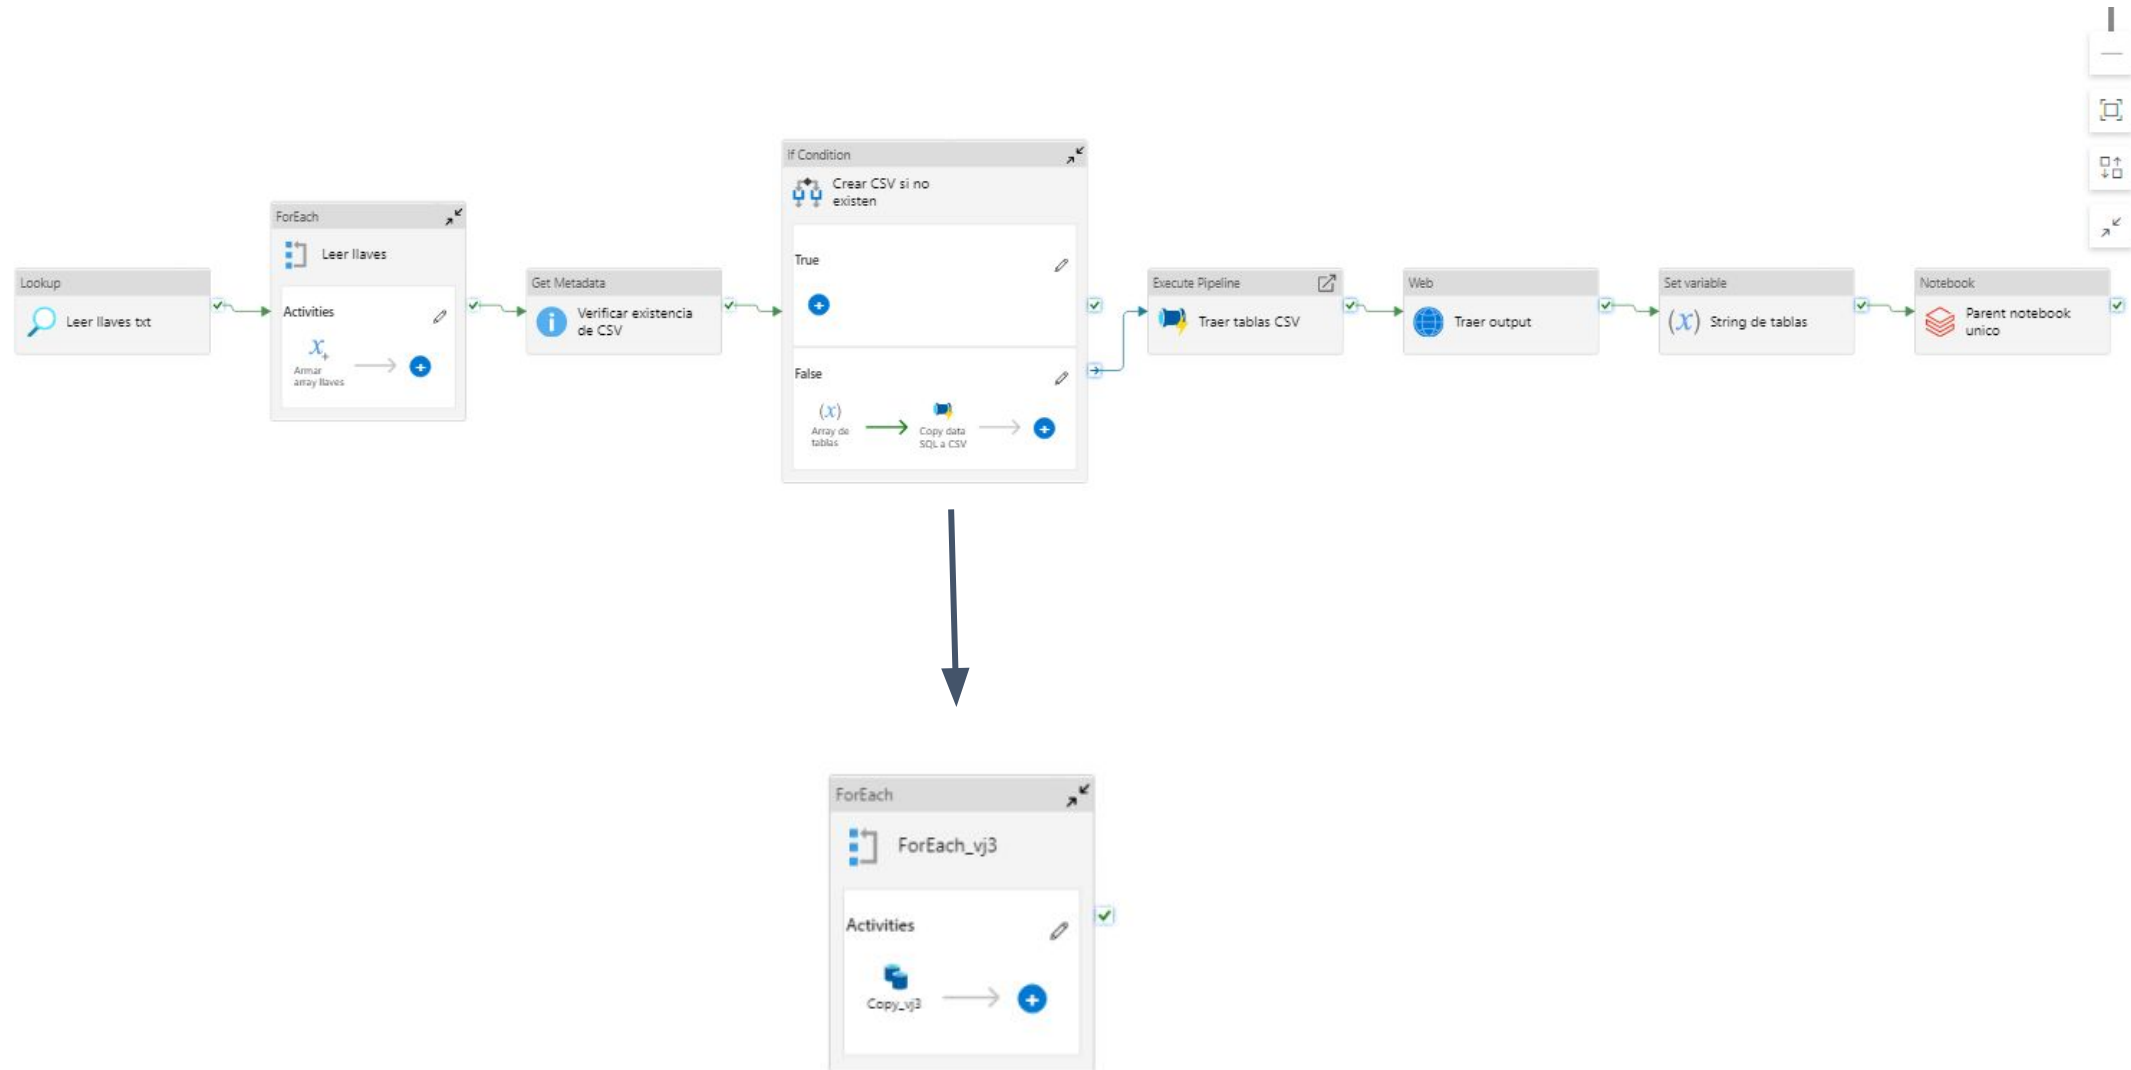 Lookup
Leer llaves txt
ForEach
Leer llaves
Activities
Armar
array llaves
Get Metadata
Verificar existencia
de CSV
If Condition
Crear CSV si no
existen
True
False
(x)
Array de
tablas
Copy data
SQL a CSV
Execute Pipeline
Traer tablas CSV
Web
Traer output
Set variable
(x)
String de tablas
Notebook
Parent notebook
unico
ForEach
ForEach_vj3
Activities
Copy_vj3